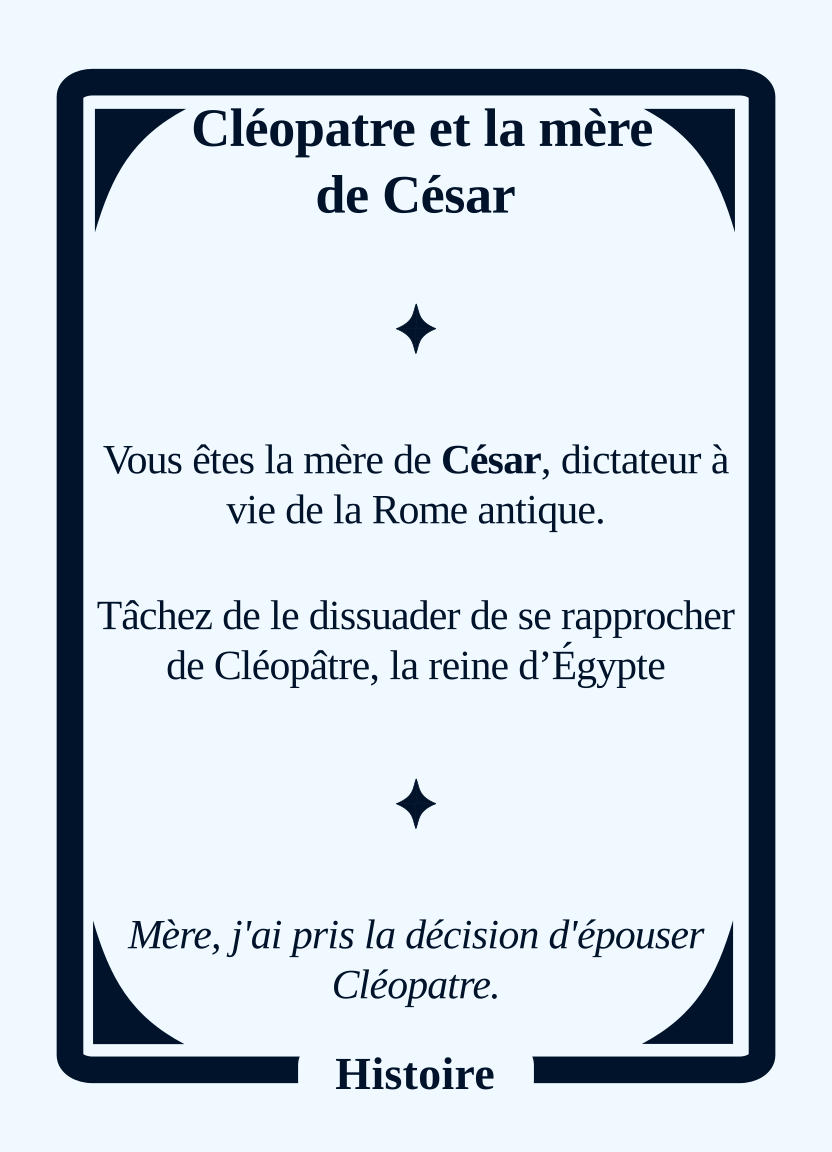 Cléopatre et la mère
de César
Vous êtes la mère de César, dictateur à
vie de la Rome antique.
Tâchez de le dissuader de se rapprocher
de Cléopâtre, la reine d’Égypte
Mère, j'ai pris la décision d'épouser
Cléopatre.
Histoire